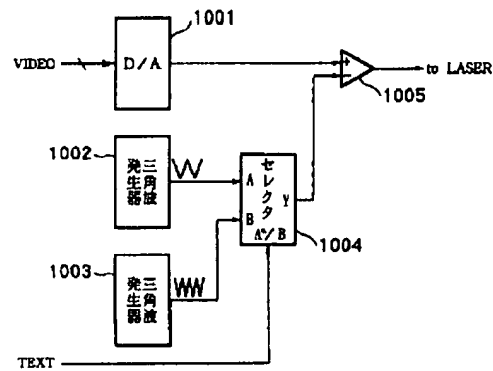 1001
VIDEO
D/A
+
−
to LASER
1005
1002
三角波
発生器
A
セレクタ
Y
B
A*/B
1004
1003
三角波
発生器
TEXT